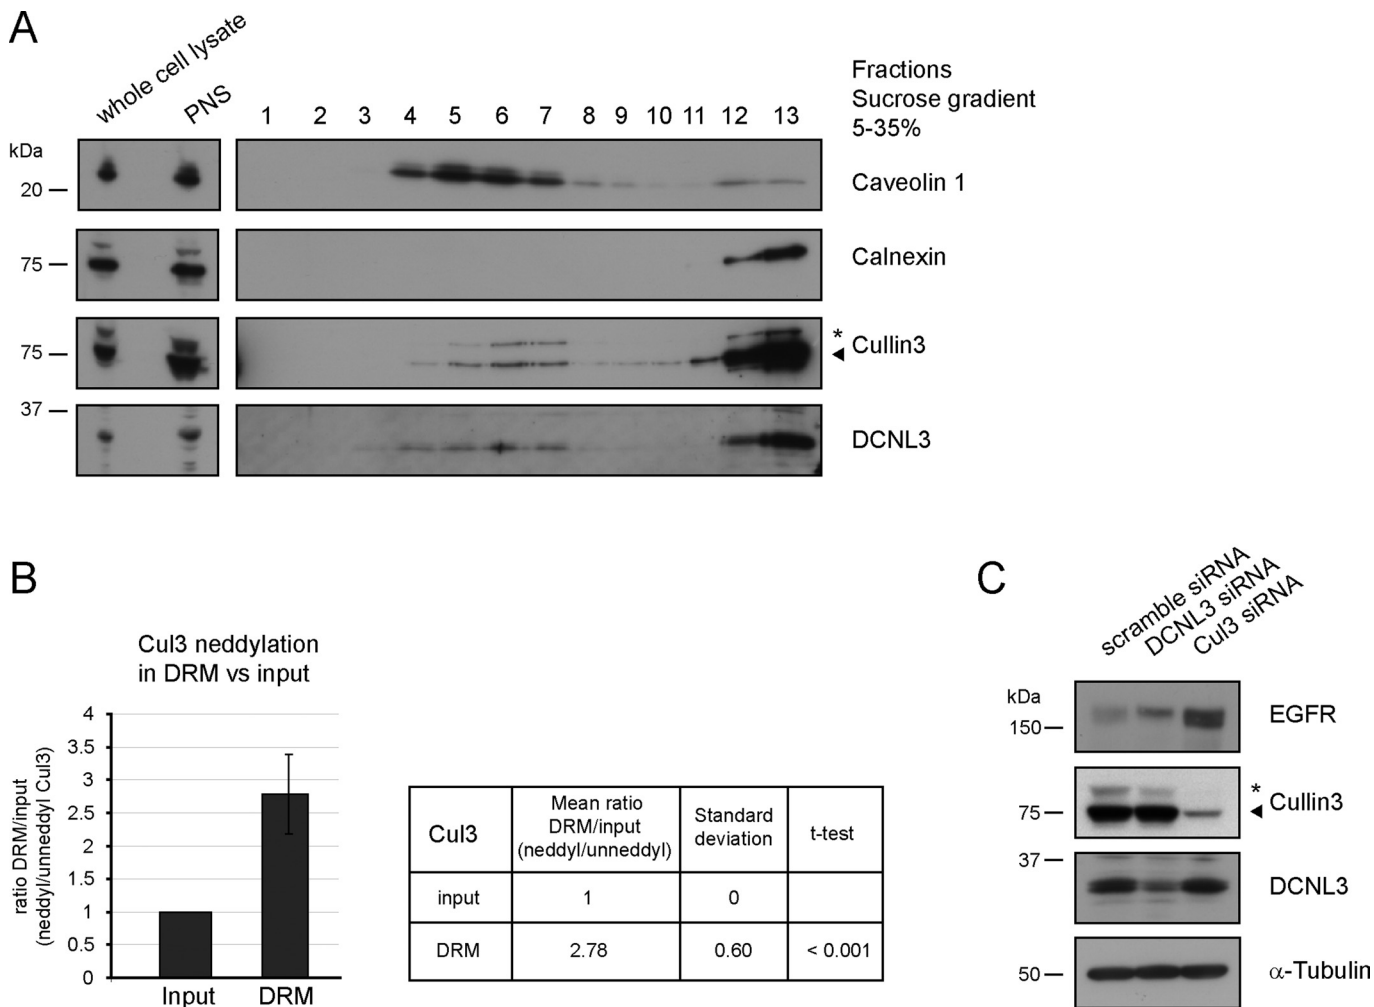 A
whole cell lysate
PNS
1 2 3 4 5 6 7 8 9 10 11 12 13
Fractions
Sucrose gradient
5-35%
kDa
20
Caveolin 1
75
Calnexin
75
*
◄ Cullin3
37
DCNL3
B
Cul3 neddylation
in DRM vs input
ratio DRM/input
(neddyl/unneddyl Cul3)
4
3.5
3
2.5
2
1.5
1
0.5
0
Input DRM
Cul3
Mean ratio
DRM/input
(neddyl/unneddyl)
Standard
deviation
t-test
input 1 0
DRM 2.78 0.60 < 0.001
C
scramble siRNA
DCNL3 siRNA
Cul3 siRNA
kDa
150
EGFR
*
75
◄ Cullin3
37
DCNL3
50
α-Tubulin